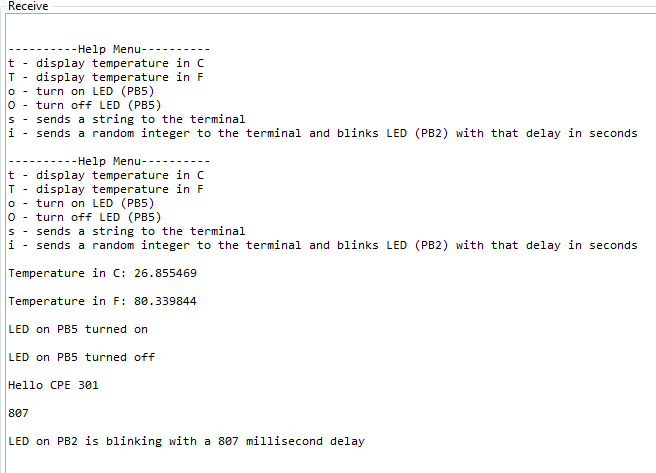 Receive
----------Help Menu----------
t - display temperature in C
T - display temperature in F
o - turn on LED (PB5)
O - turn off LED (PB5)
s - sends a string to the terminal
i - sends a random integer to the terminal and blinks LED (PB2) with that delay in seconds
----------Help Menu----------
t - display temperature in C
T - display temperature in F
o - turn on LED (PB5)
O - turn off LED (PB5)
s - sends a string to the terminal
i - sends a random integer to the terminal and blinks LED (PB2) with that delay in seconds
Temperature in C: 26.855469
Temperature in F: 80.339844
LED on PB5 turned on
LED on PB5 turned off
Hello CPE 301
807
LED on PB2 is blinking with a 807 millisecond delay